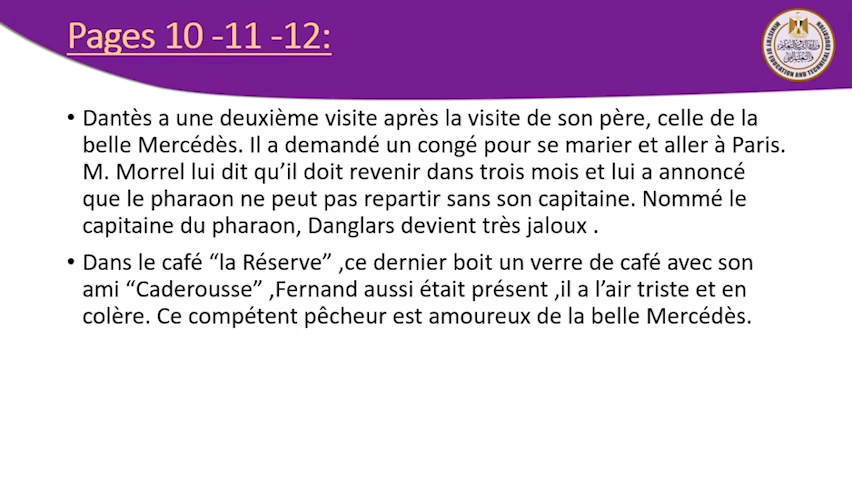 Pages 10 -11 -12:
• Dantès a une deuxième visite après la visite de son père, celle de la
belle Mercédès. Il a demandé un congé pour se marier et aller à Paris.
M. Morrel lui dit qu’il doit revenir dans trois mois et lui a annoncé
que le pharaon ne peut pas repartir sans son capitaine. Nommé le
capitaine du pharaon, Danglars devient très jaloux .
• Dans le café “la Réserve” ,ce dernier boit un verre de café avec son
ami “Caderousse” ,Fernand aussi était présent ,il a l’air triste et en
colère. Ce compétent pêcheur est amoureux de la belle Mercédès.